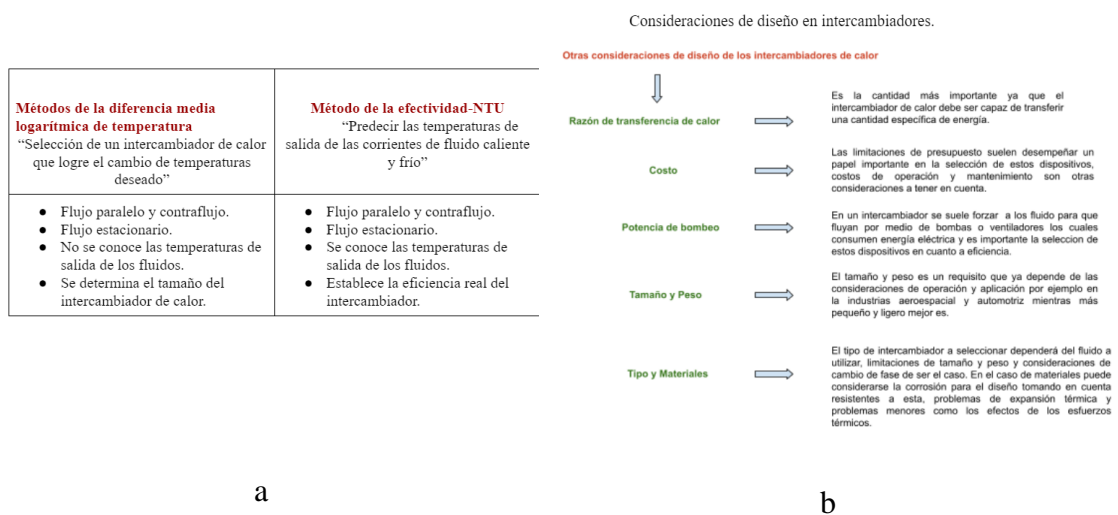 Métodos de la diferencia media
logarítmica de temperatura
“Selección de un intercambiador de calor
que logre el cambio de temperaturas
deseado”
Método de la efectividad-NTU
“Predecir las temperaturas de
salida de las corrientes de fluido caliente
y frío”
● Flujo paralelo y contraflujo.
● Flujo estacionario.
● No se conoce las temperaturas de
salida de los fluidos.
● Se determina el tamaño del
intercambiador de calor.
● Flujo paralelo y contraflujo.
● Flujo estacionario.
● Se conoce las temperaturas de
salida de los fluidos.
● Establece la eficiencia real del
intercambiador.
a
Consideraciones de diseño en intercambiadores.
Otras consideraciones de diseño de los intercambiadores de calor
Razón de transferencia de calor
Es la cantidad más importante ya que el
intercambiador de calor debe ser capaz de transferir
una cantidad específica de energía.
Costo
Las limitaciones de presupuesto suelen desempeñar un
papel importante en la selección de estos dispositivos,
costos de operación y mantenimiento son otras
consideraciones a tener en cuenta.
Potencia de bombeo
En un intercambiador se suele forzar a los fluido para que
fluyan por medio de bombas o ventiladores los cuales
consumen energía eléctrica y es importante la seleccion de
estos dispositivos en cuanto a eficiencia.
Tamaño y Peso
El tamaño y peso es un requisito que ya depende de las
consideraciones de operación y aplicación por ejemplo en
la industrias aeroespacial y automotriz mientras más
pequeño y ligero mejor es.
Tipo y Materiales
El tipo de intercambiador a seleccionar dependerá del fluido a
utilizar, limitaciones de tamaño y peso y consideraciones de
cambio de fase de ser el caso. En el caso de materiales puede
considerarse la corrosión para el diseño tomando en cuenta
resistentes a esta, problemas de expansión térmica y
problemas menores como los efectos de los esfuerzos
térmicos.
b